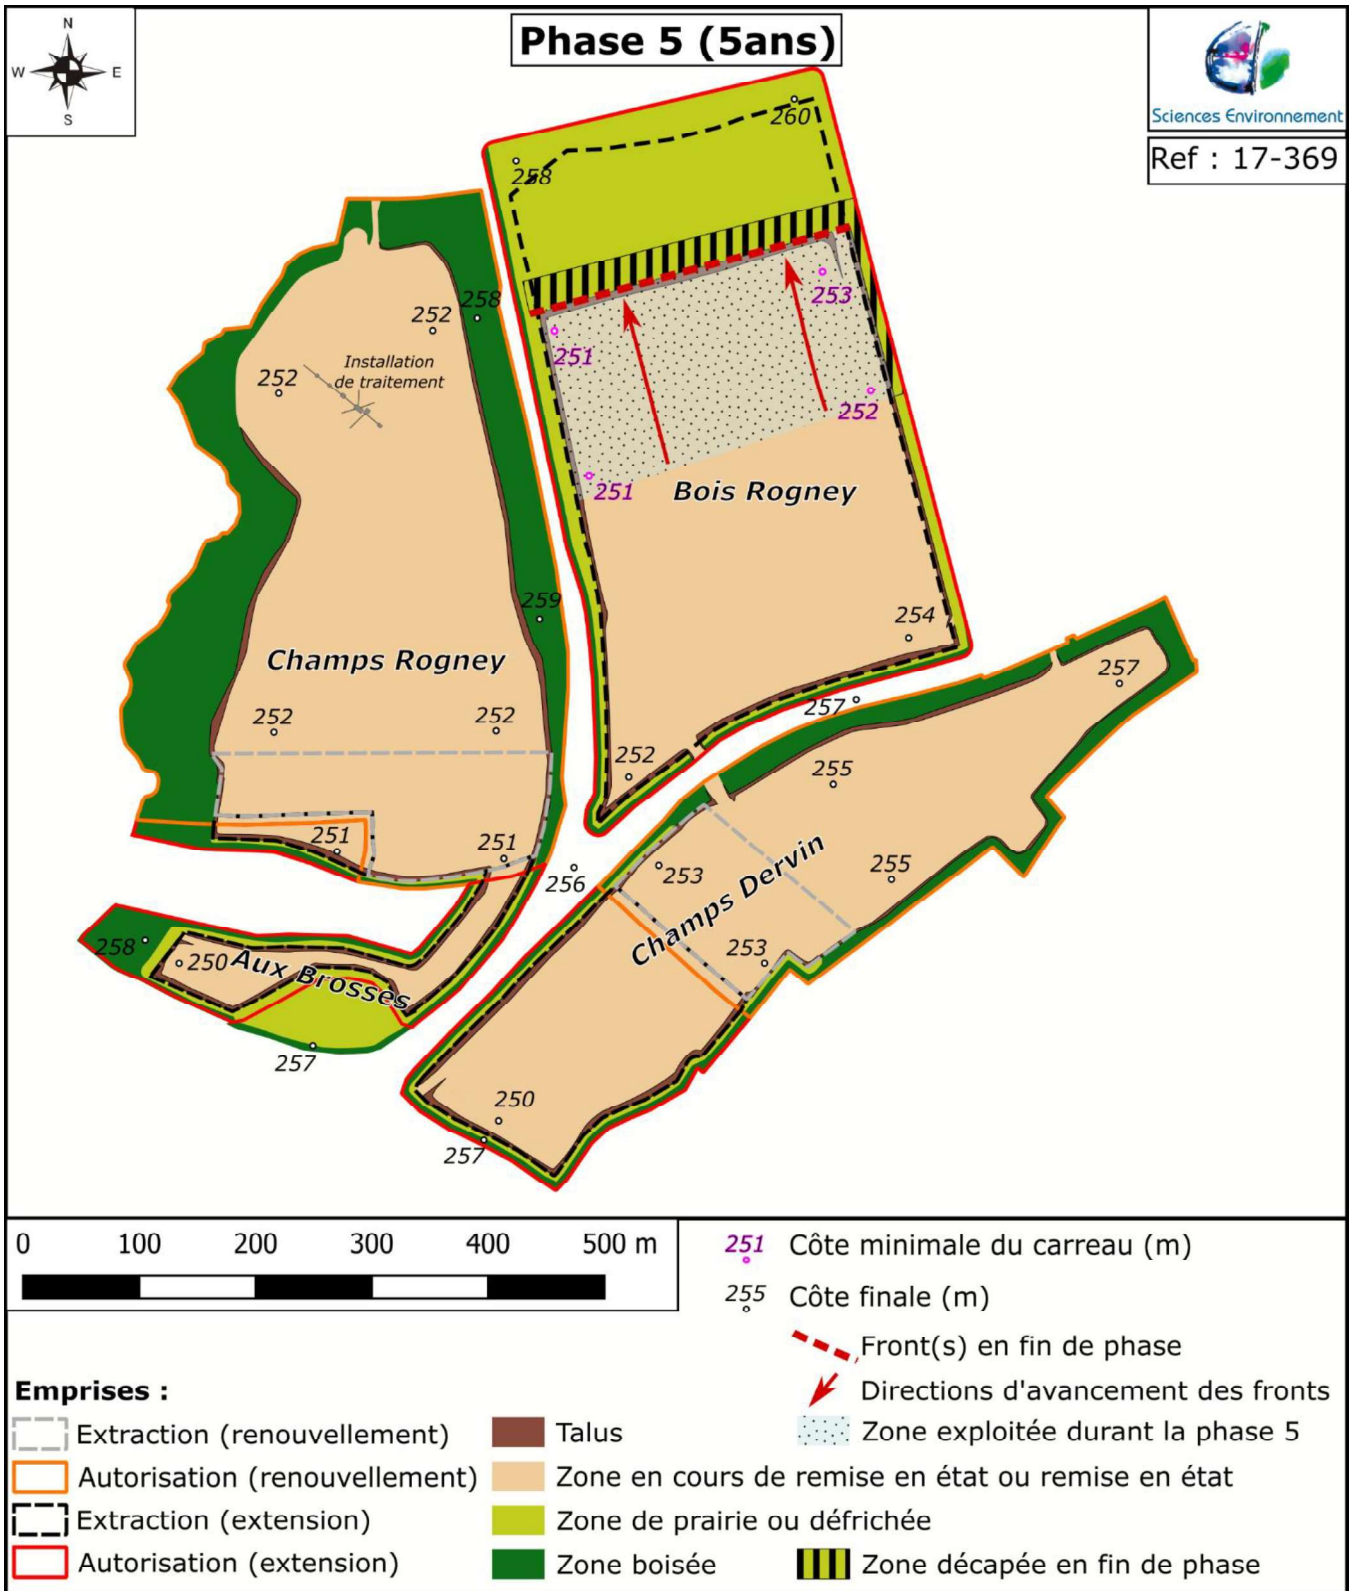 Phase 5 (5ans)
N
W E
S
Sciences Environnement
Ref : 17-369
260
258
258
252
253
251
Installation
de traitement
252
252
251
Bois Rogney
259
254
Champs Rogney
257
252
252
257
252
255
251
251
253
255
256
Champs Dervin
258
250
Aux Brosses
253
257
250
257
0 100 200 300 400 500 m
251 Côte minimale du carreau (m)
255 Côte finale (m)
Front(s) en fin de phase
Directions d'avancement des fronts
Zone exploitée durant la phase 5
Emprises :
Extraction (renouvellement)
Autorisation (renouvellement)
Extraction (extension)
Autorisation (extension)
Talus
Zone en cours de remise en état ou remise en état
Zone de prairie ou défrichée
Zone boisée
Zone décapée en fin de phase